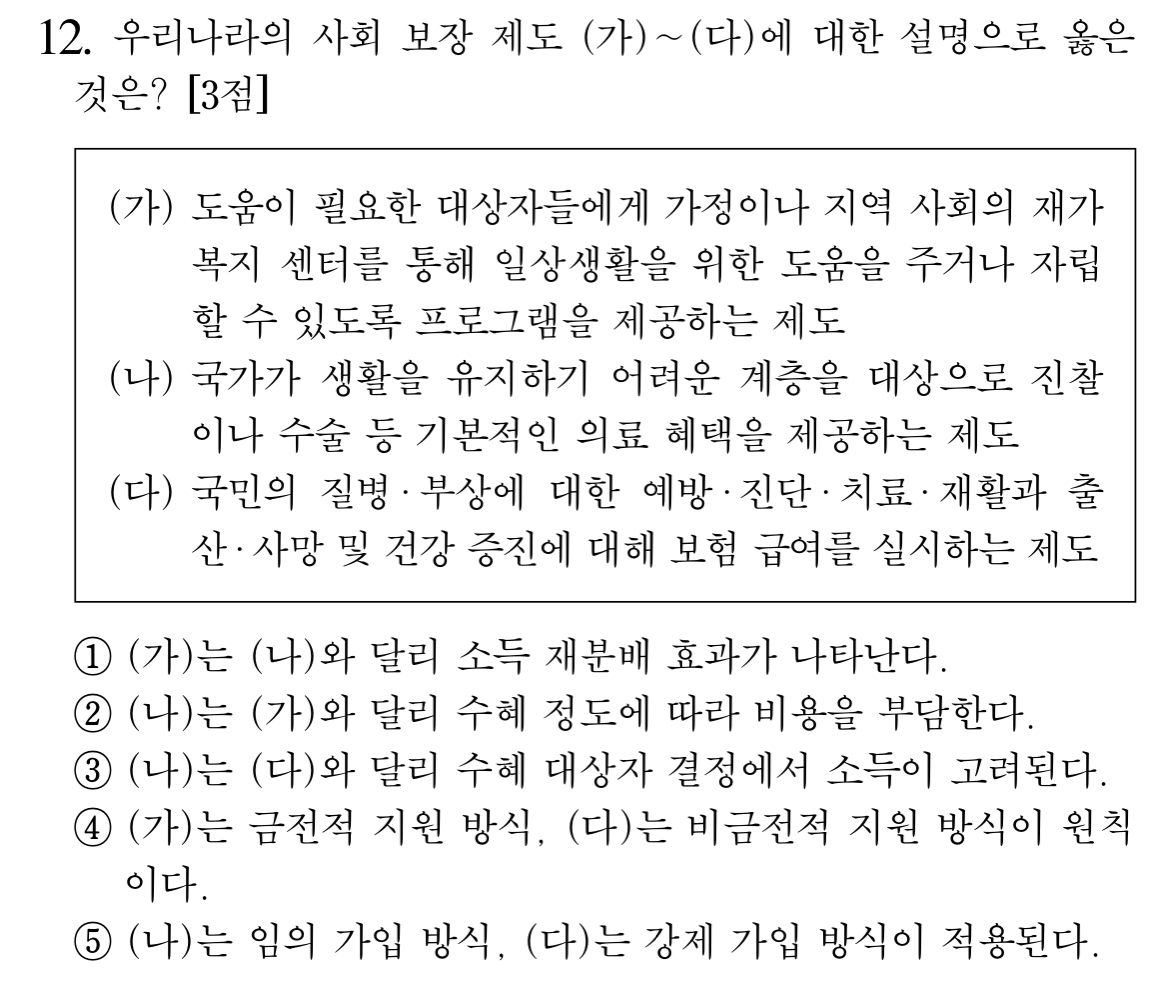 12. 우리나라의 사회 보장 제도 (가)~(다)에 대한 설명으로 옳은
것은? [3점]
(가) 도움이 필요한 대상자들에게 가정이나 지역 사회의 재가
복지 센터를 통해 일상생활을 위한 도움을 주거나 자립
할 수 있도록 프로그램을 제공하는 제도
(나) 국가가 생활을 유지하기 어려운 계층을 대상으로 진찰
이나 수술 등 기본적인 의료 혜택을 제공하는 제도
(다) 국민의 질병·부상에 대한 예방·진단·치료·재활과 출
산·사망 및 건강 증진에 대해 보험 급여를 실시하는 제도
① (가)는 (나)와 달리 소득 재분배 효과가 나타난다.
② (나)는 (가)와 달리 수혜 정도에 따라 비용을 부담한다.
③ (나)는 (다)와 달리 수혜 대상자 결정에서 소득이 고려된다.
④ (가)는 금전적 지원 방식, (다)는 비금전적 지원 방식이 원칙
이다.
⑤ (나)는 임의 가입 방식, (다)는 강제 가입 방식이 적용된다.